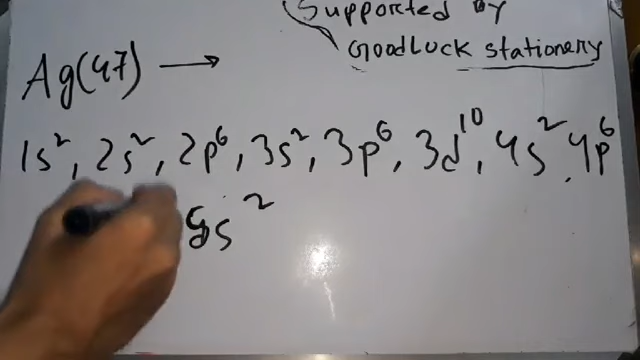 Supported by
GOODLUCK stationery
Ag(47) →
1s², 2s², 2p⁶, 3s², 3p⁶, 3d¹⁰, 4s², 4p⁶
5s²